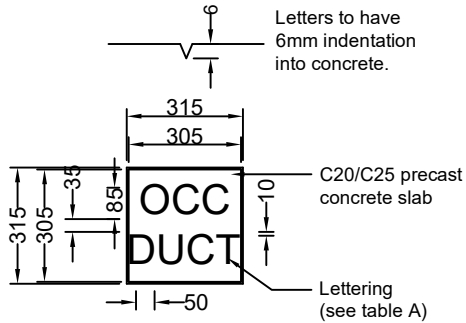 6
Letters to have
6mm indentation
into concrete.
315
305
315
305
35
85
OCC
DUCT
10
C20/C25 precast
concrete slab
50
Lettering
(see table A)